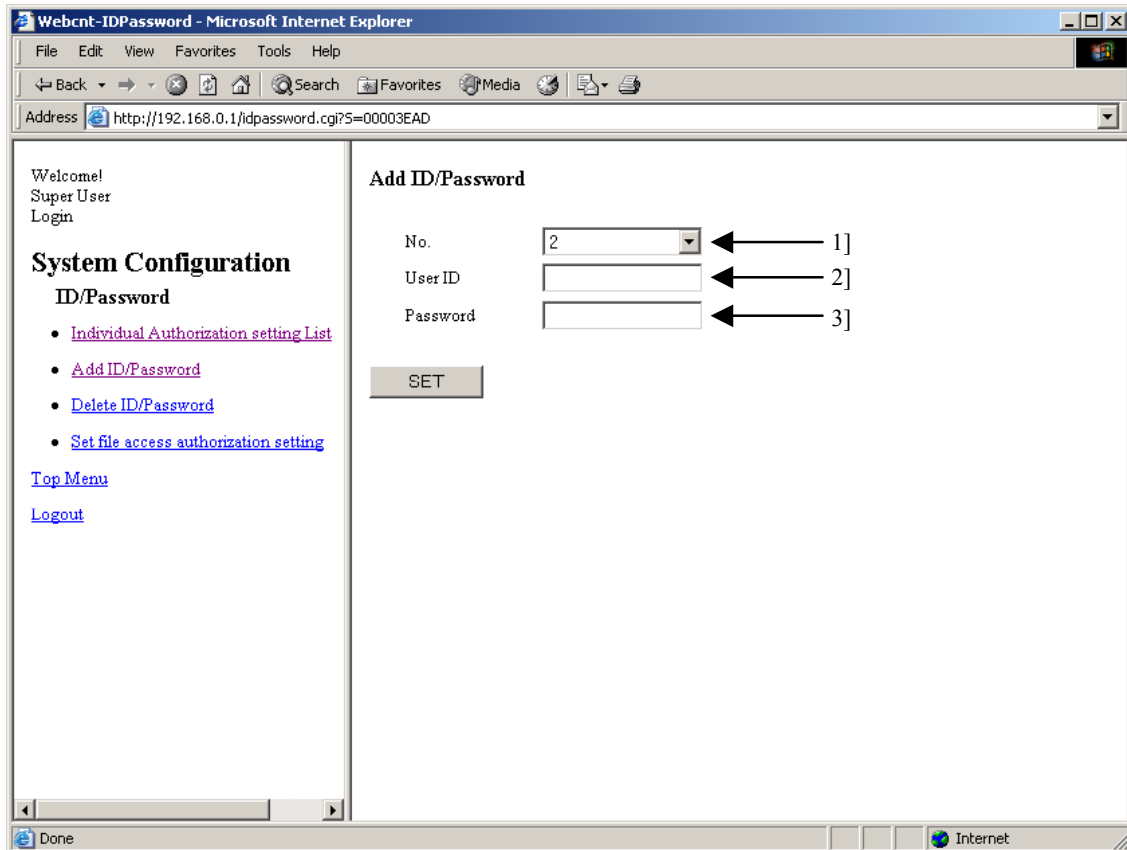 Webcnt-IDPassword - Microsoft Internet Explorer
File Edit View Favorites Tools Help
Back Search Favorites Media
Address http://192.168.0.1/idpassword.cgi?S=00003EAD
Welcome!
Super User
Login
System Configuration
ID/Password
Individual Authorization setting List
Add ID/Password
Delete ID/Password
Set file access authorization setting
Top Menu
Logout
Add ID/Password
No. 2 1]
User ID 2]
Password 3]
SET
Done Internet